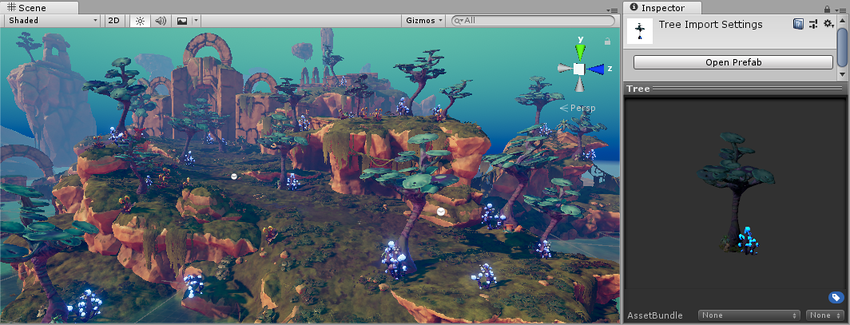 Scene
Shaded
2D
Gizmos
All
y
z
Persp
Inspector
Tree Import Settings
Open Prefab
Tree
AssetBundle
None
None